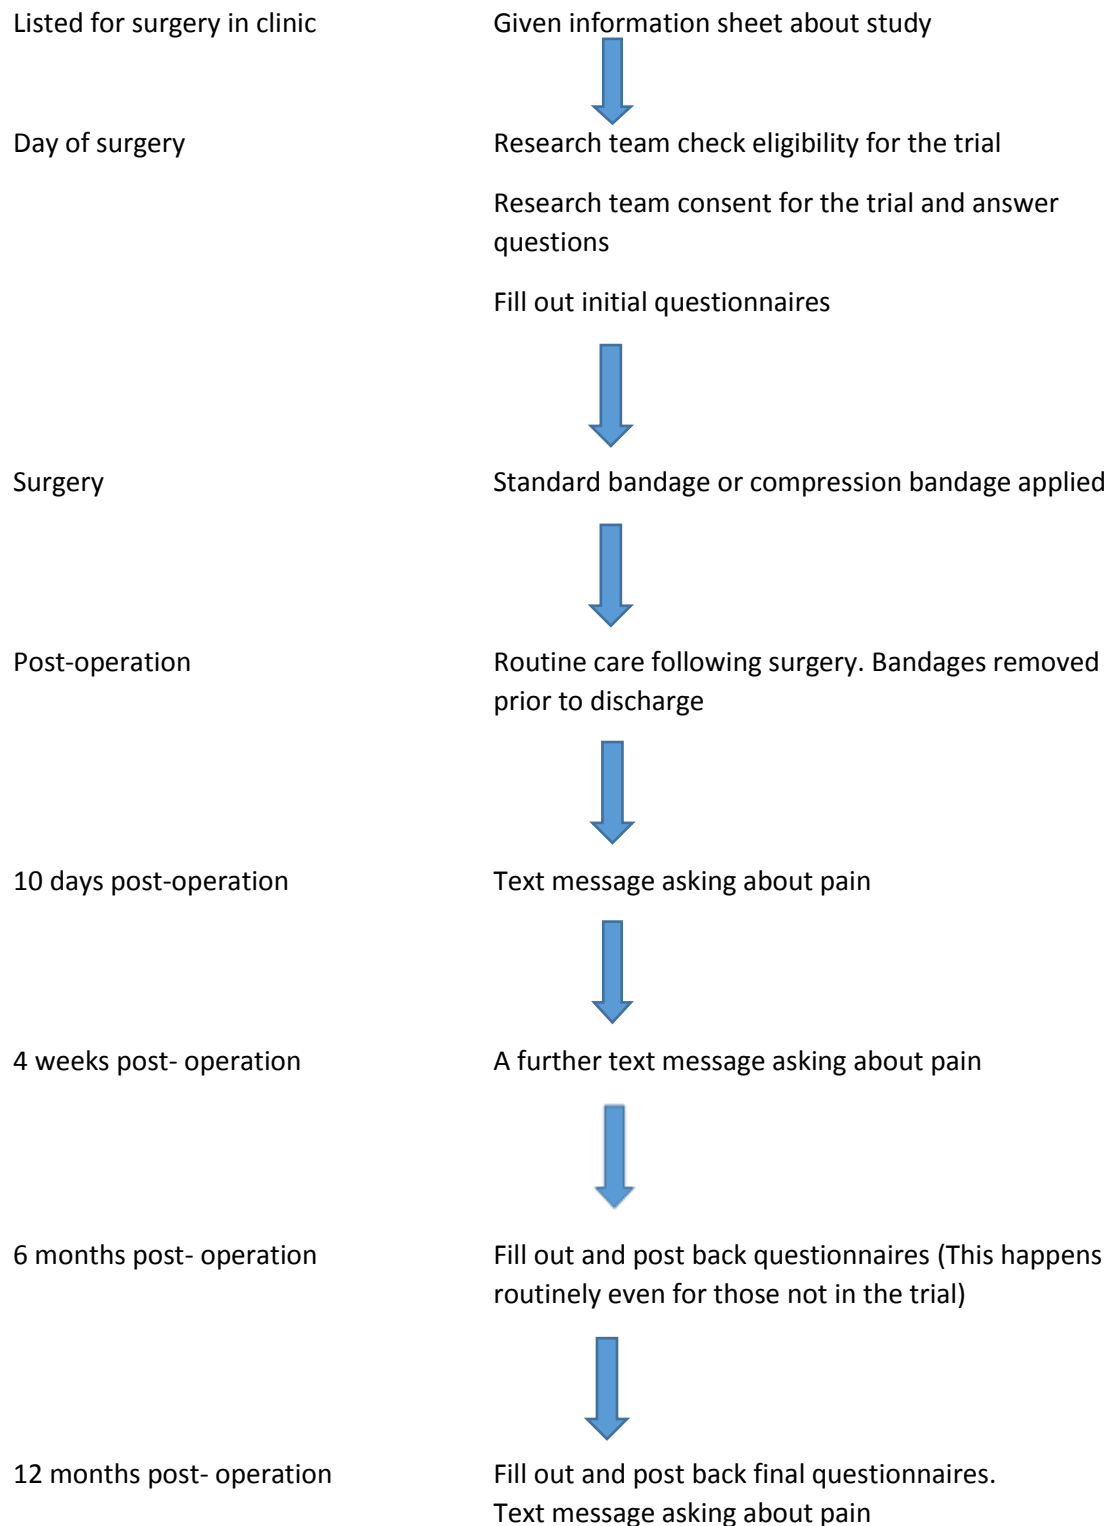 Listed for surgery in clinic
Given information sheet about study
Day of surgery
Research team check eligibility for the trial
Research team consent for the trial and answer
questions
Fill out initial questionnaires
Surgery
Standard bandage or compression bandage applied
Post-operation
Routine care following surgery. Bandages removed
prior to discharge
10 days post-operation
Text message asking about pain
4 weeks post- operation
A further text message asking about pain
6 months post- operation
Fill out and post back questionnaires (This happens
routinely even for those not in the trial)
12 months post- operation
Fill out and post back final questionnaires.
Text message asking about pain